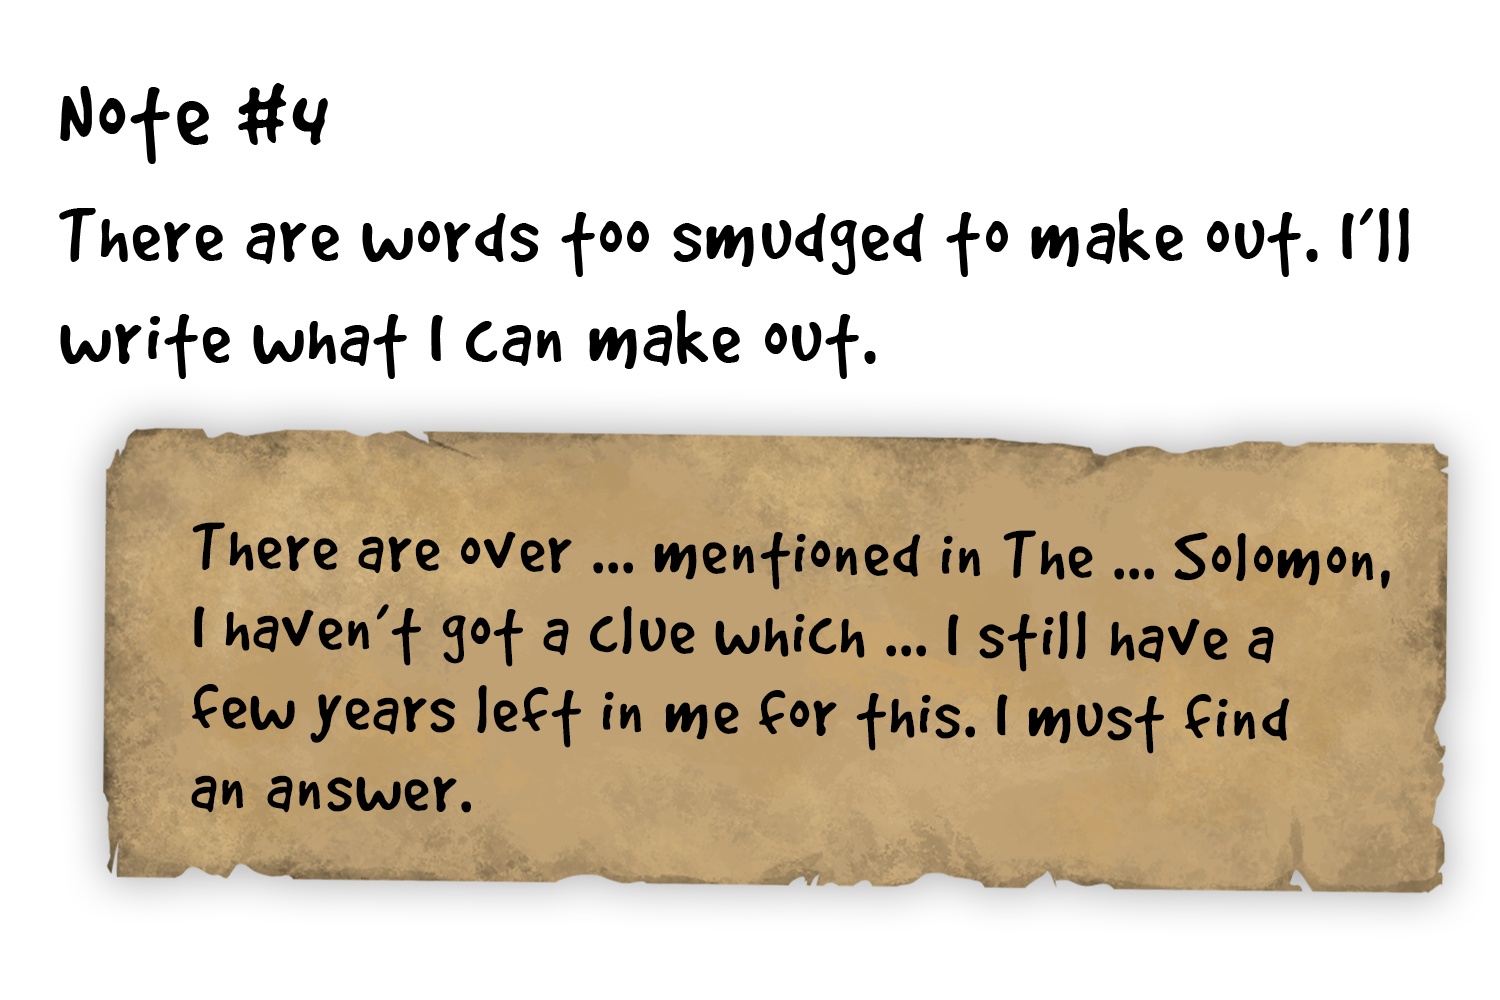 Note #4
There are words too smudged to make out. I'll
write what I can make out.
There are over ... mentioned in The ... Solomon,
I haven't got a clue which ... I still have a
few years left in me for this. I must find
an answer.